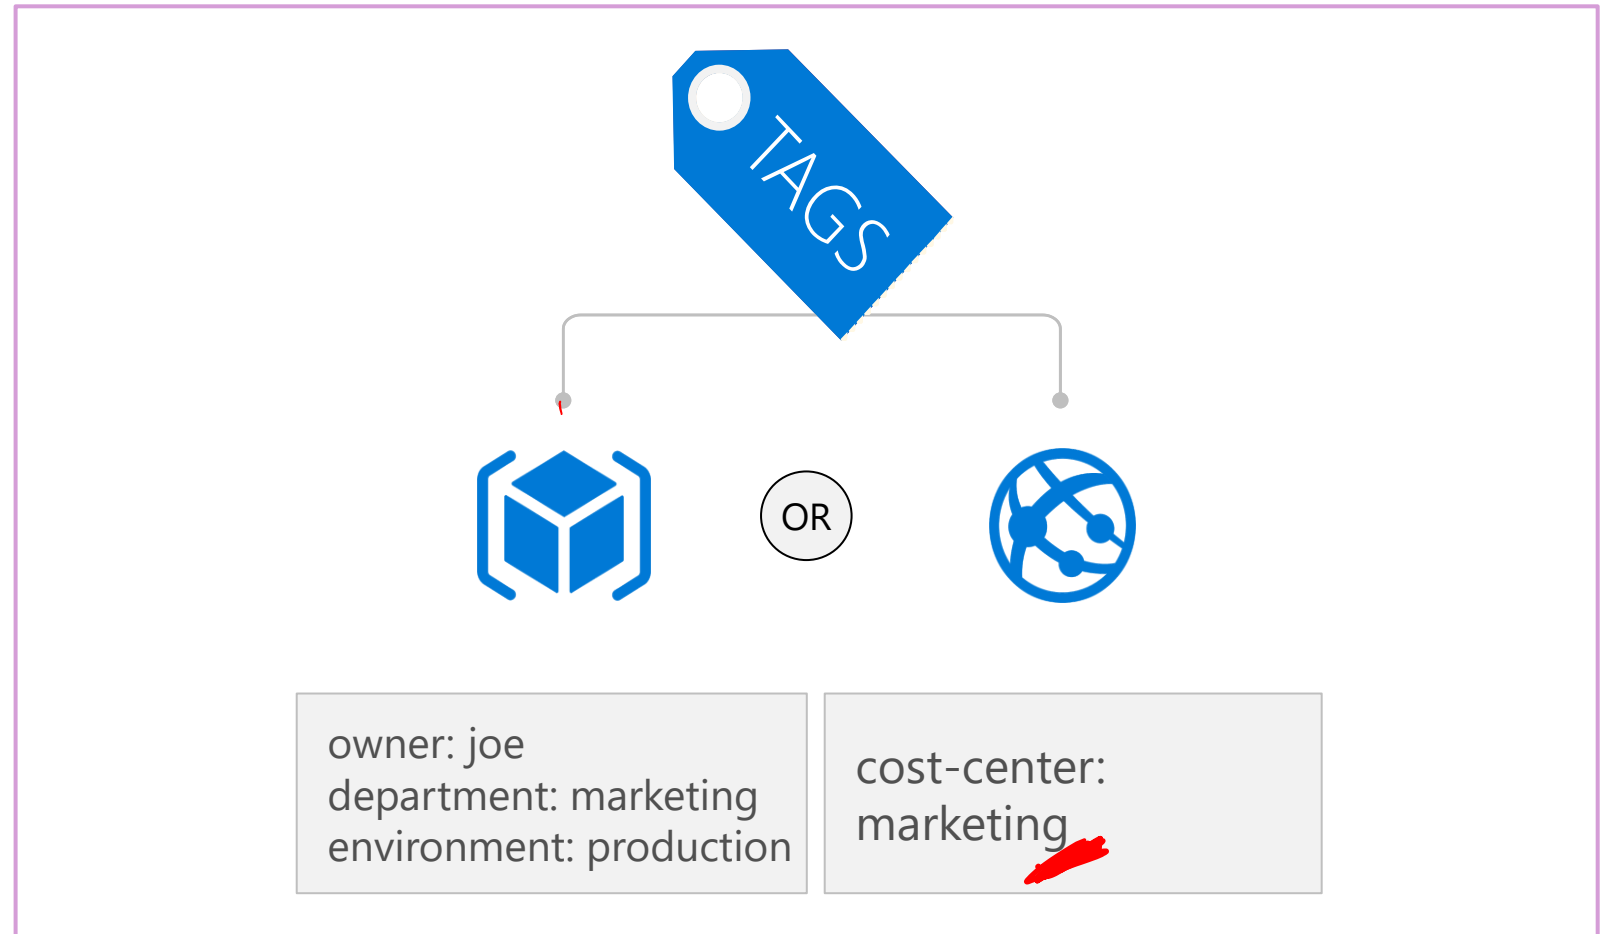 TAGS
OR
owner: joe
department: marketing
environment: production
cost-center:
marketing